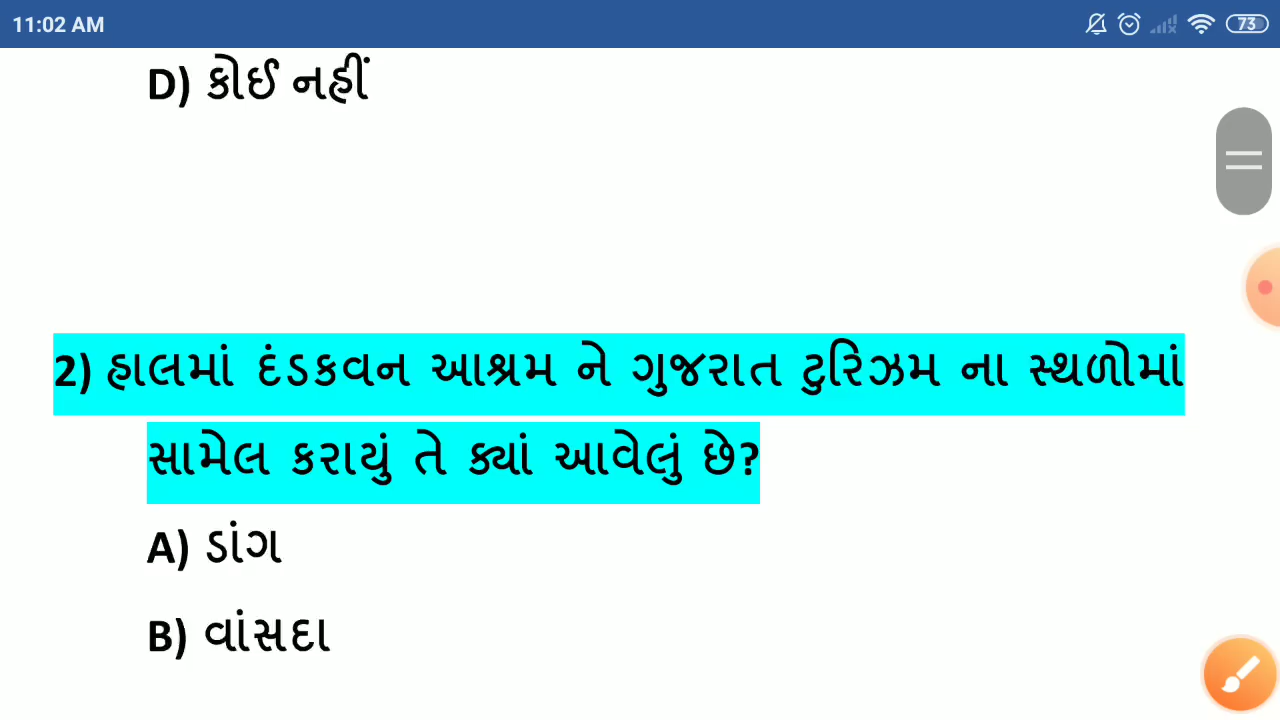 11:02 AM
73
D) કોઈ નહીં
2) હાલમાં દંડકવન આશ્રમ ને ગુજરાત ટુરિઝમ ના સ્થળોમાં
સામેલ કરાયું તે ક્યાં આવેલું છે?
A) ડાંગ
B) વાંસદા